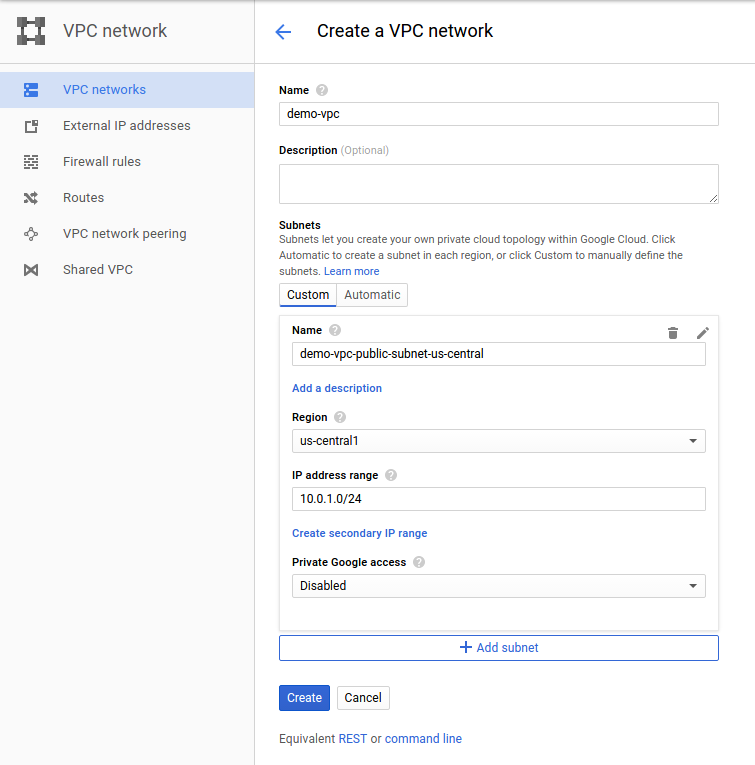 VPC network
Create a VPC network
VPC networks
External IP addresses
Firewall rules
Routes
VPC network peering
Shared VPC
Name ?
demo-vpc
Description (Optional)
Subnets
Subnets let you create your own private cloud topology within Google Cloud. Click
Automatic to create a subnet in each region, or click Custom to manually define the
subnets. Learn more
Custom Automatic
Name ?
demo-vpc-public-subnet-us-central
Add a description
Region ?
us-central1
IP address range ?
10.0.1.0/24
Create secondary IP range
Private Google access ?
Disabled
+ Add subnet
Create Cancel
Equivalent REST or command line